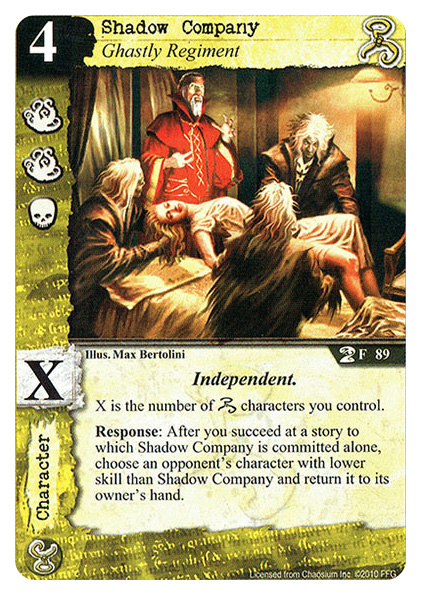 4
Shadow Company
Ghastly Regiment
Illus. Max Bertolini
F 89
X
Independent.
X is the number of characters you control.
Response: After you succeed at a story to
which Shadow Company is committed alone,
choose an opponent's character with lower
skill than Shadow Company and return it to its
owner's hand.
Character
Licensed from Chaosium Inc. ©2010 FFG